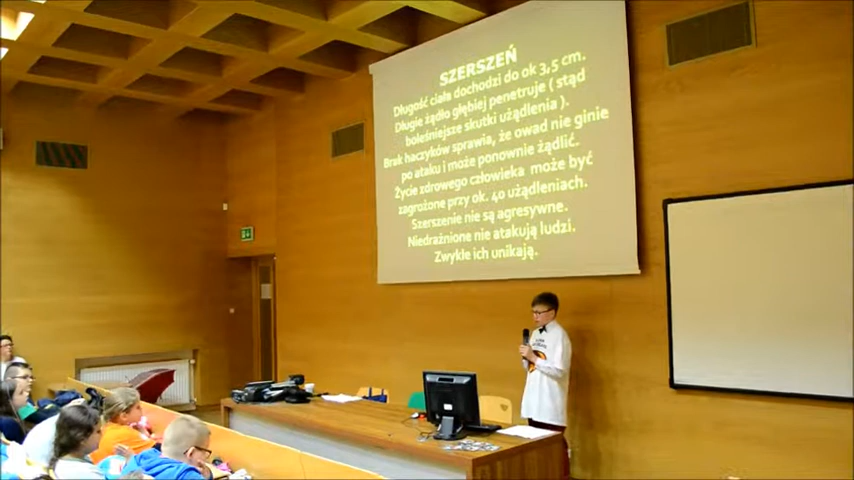 SZERSZEŃ
Długość ciała dochodzi do ok 3,5 cm.
Długie żądło głębiej penetruje ( stąd
boleśniejsze skutki użądlenia )
Brak haczyków sprawia, że owad nie ginie
po ataku i może ponownie żądlić.
Życie zdrowego człowieka może być
zagrożone przy ok. 40 użądleniach
Szerszenie nie są agresywne.
Niedrażnione nie atakują ludzi.
Zwykle ich unikają.